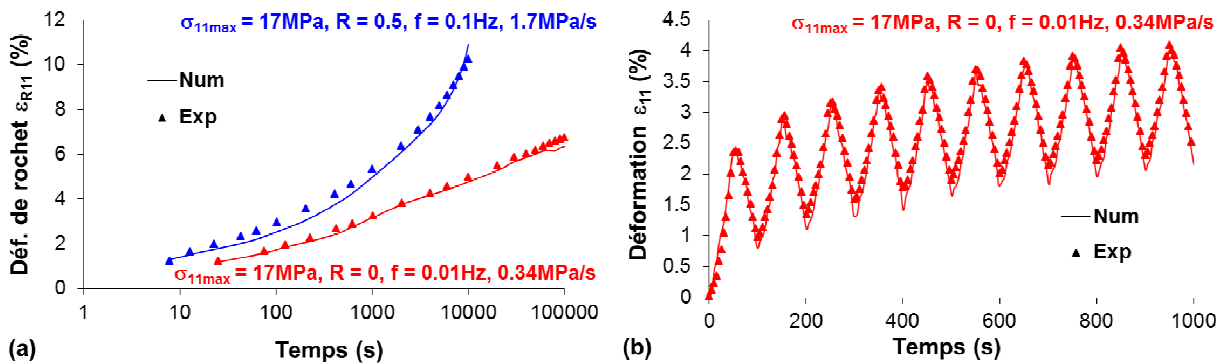 σ11max = 17MPa, R = 0.5, f = 0.1Hz, 1.7MPa/s
Déf. de rochet εR11 (%)
12
10
8
6
4
2
0
Num
Exp
σ11max = 17MPa, R = 0, f = 0.01Hz, 0.34MPa/s
1 10 100 1000 10000 100000
(a) Temps (s)
σ11max = 17MPa, R = 0, f = 0.01Hz, 0.34MPa/s
Déformation ε11 (%)
4.5
4
3.5
3
2.5
2
1.5
1
0.5
0
Num
Exp
0 200 400 600 800 1000
(b) Temps (s)